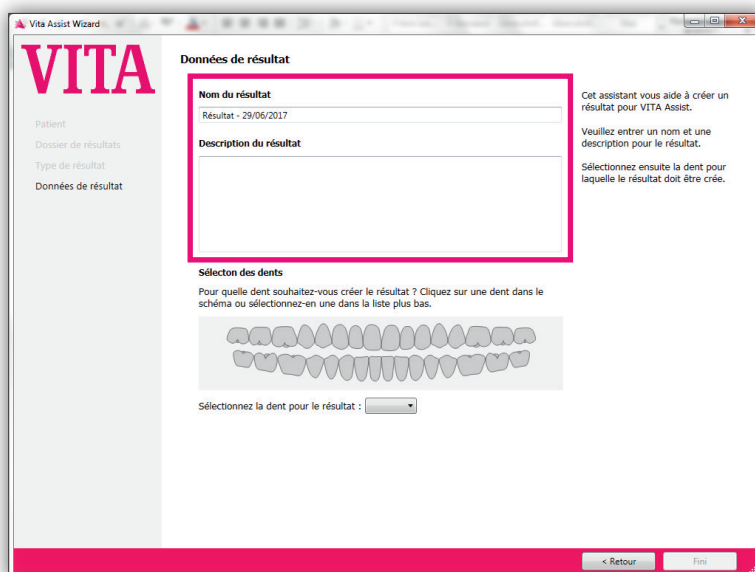 Vita Assist Wizard
VITA
Patient
Dossier de résultats
Type de résultat
Données de résultat
Données de résultat
Nom du résultat
Résultat - 29/06/2017
Description du résultat
Sélecton des dents
Pour quelle dent souhaitez-vous créer le résultat ? Cliquez sur une dent dans le
schéma ou sélectionnez-en une dans la liste plus bas.
Sélectionnez la dent pour le résultat :
Cet assistant vous aide à créer un
résultat pour VITA Assist.
Veuillez entrer un nom et une
description pour le résultat.
Sélectionnez ensuite la dent pour
laquelle le résultat doit être crée.
< Retour
Fini